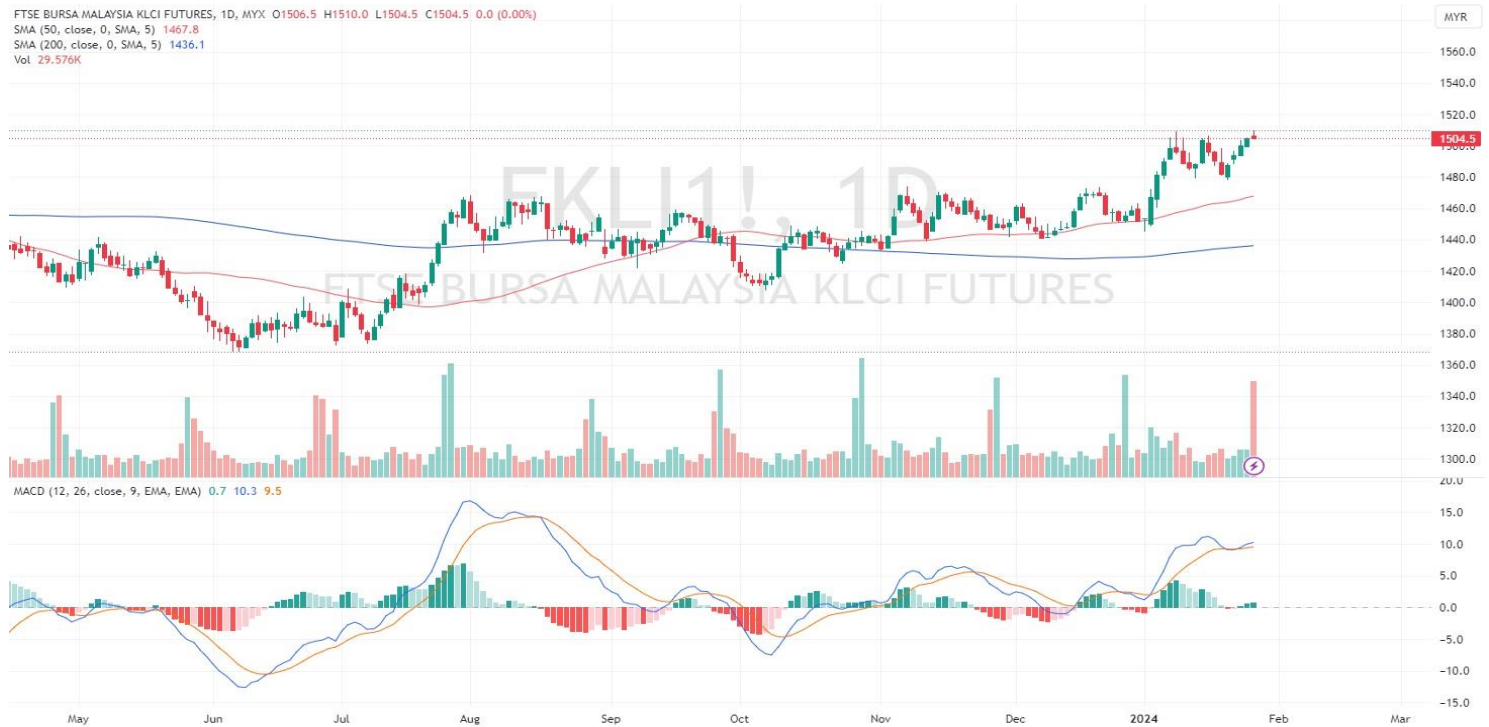 FTSE BURSA MALAYSIA KLCI FUTURES, 1D, MYX O1506.5 H1510.0 L1504.5 C1504.5 0.0 (0.00%)
MYR
SMA (50, close, 0, SMA, 5) 1467.8
SMA (200, close, 0, SMA, 5) 1436.1
Vol 29.576K
1560.0
1540.0
1520.0
1504.5
1500.0
1480.0
1460.0
1440.0
1420.0
1400.0
1380.0
1360.0
1340.0
1320.0
1300.0
FKLI1!, 1D
FTSE BURSA MALAYSIA KLCI FUTURES
MACD (12, 26, close, 9, EMA, EMA) 0.7 10.3 9.5
20.0
15.0
10.0
5.0
0.0
−5.0
−10.0
−15.0
May Jun Jul Aug Sep Oct Nov Dec 2024 Feb Mar